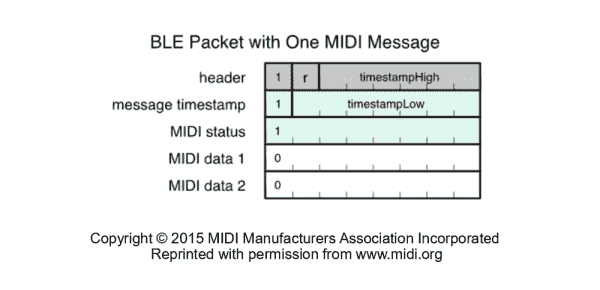 BLE Packet with One MIDI Message
header 1 r timestampHigh
message timestamp 1 timestampLow
MIDI status 1
MIDI data 1 0
MIDI data 2 0
Copyright © 2015 MIDI Manufacturers Association Incorporated
Reprinted with permission from www.midi.org